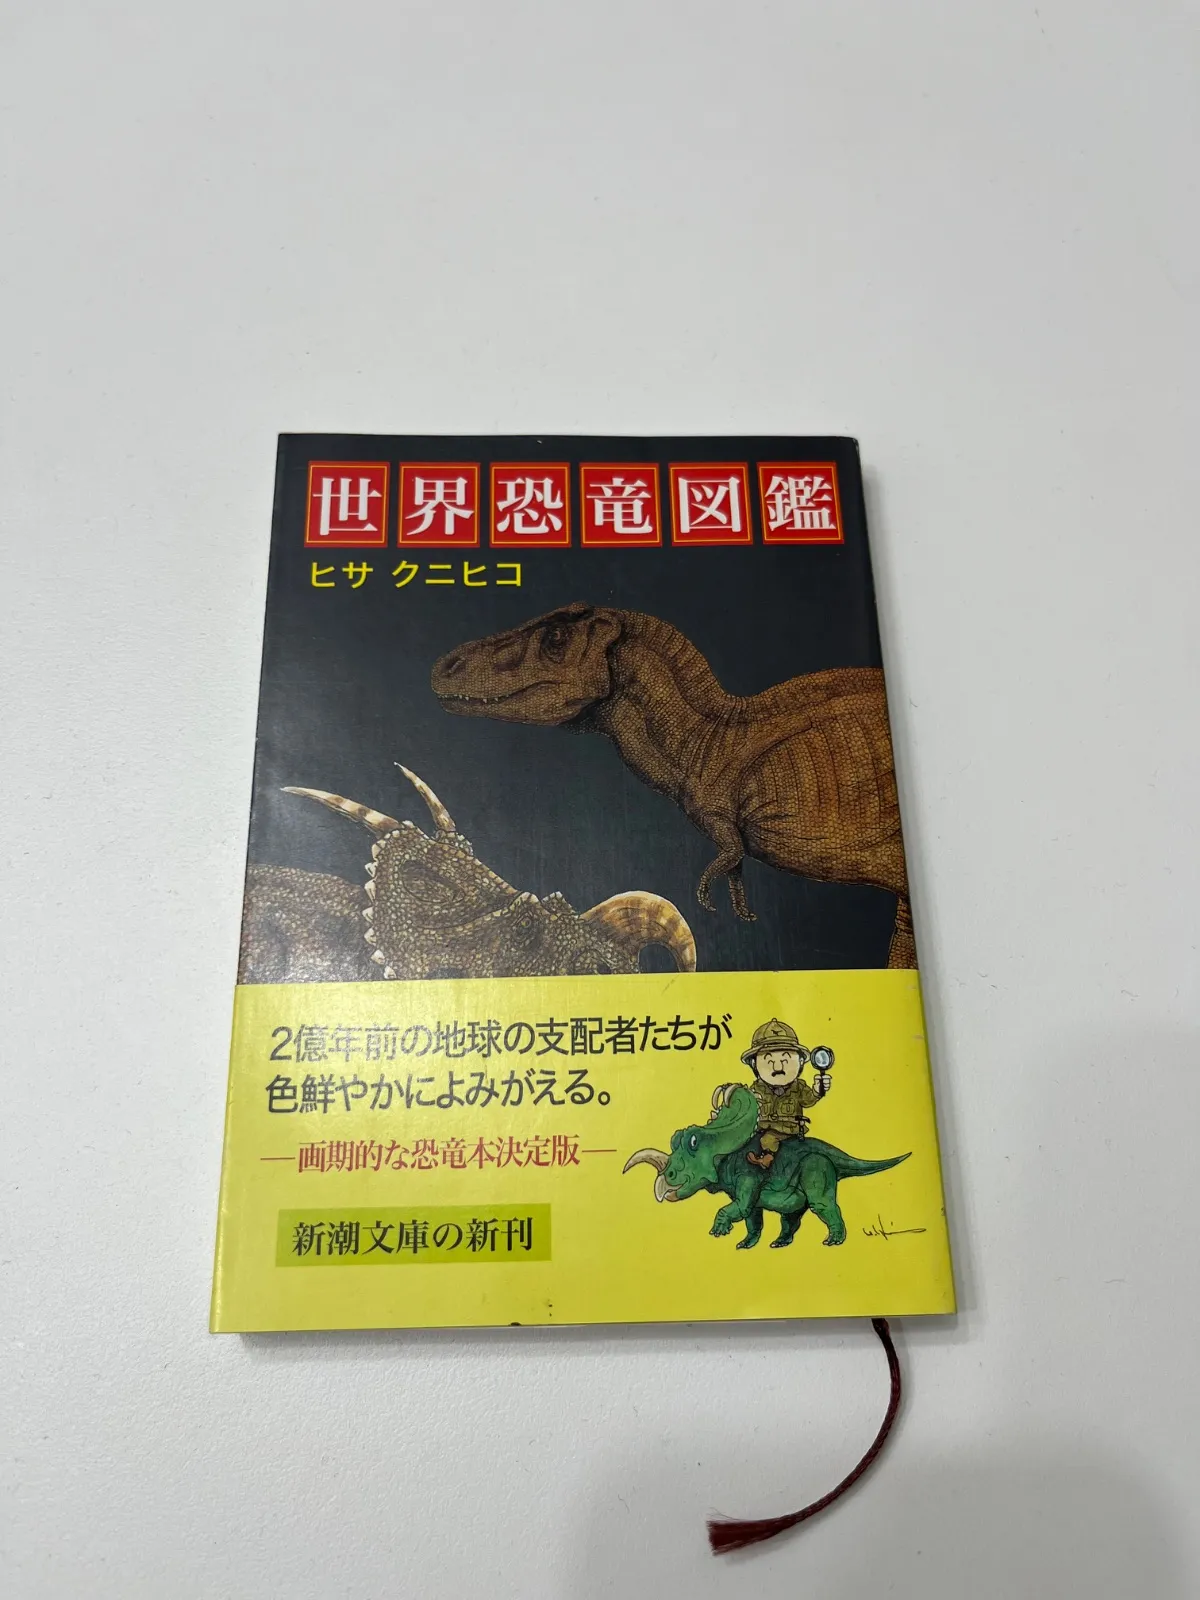 世界恐竜図鑑
ヒサ クニヒコ
2億年前の地球の支配者たちが
色鮮やかによみがえる。
―画期的な恐竜本決定版―
新潮文庫の新刊